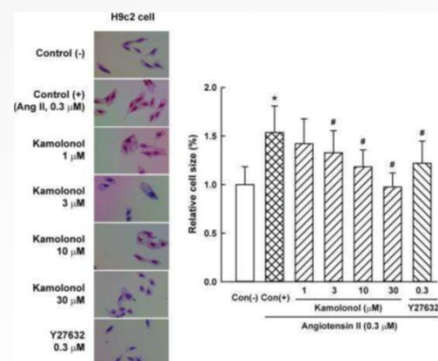 H9c2 cell
Control (-)
Control (+)
(Ang II, 0.3 μM)
Kamolonol
1 μM
Kamolonol
3 μM
Kamolonol
10 μM
Kamolonol
30 μM
Y27632
0.3 μM
Relative cell size (%)
2.0
1.5
1.0
0.5
0.0
*
#
#
#
#
Con(-) Con(+) 1 3 10 30 0.3
Kamolonol (μM) Y27632
Angiotensin II (0.3 μM)